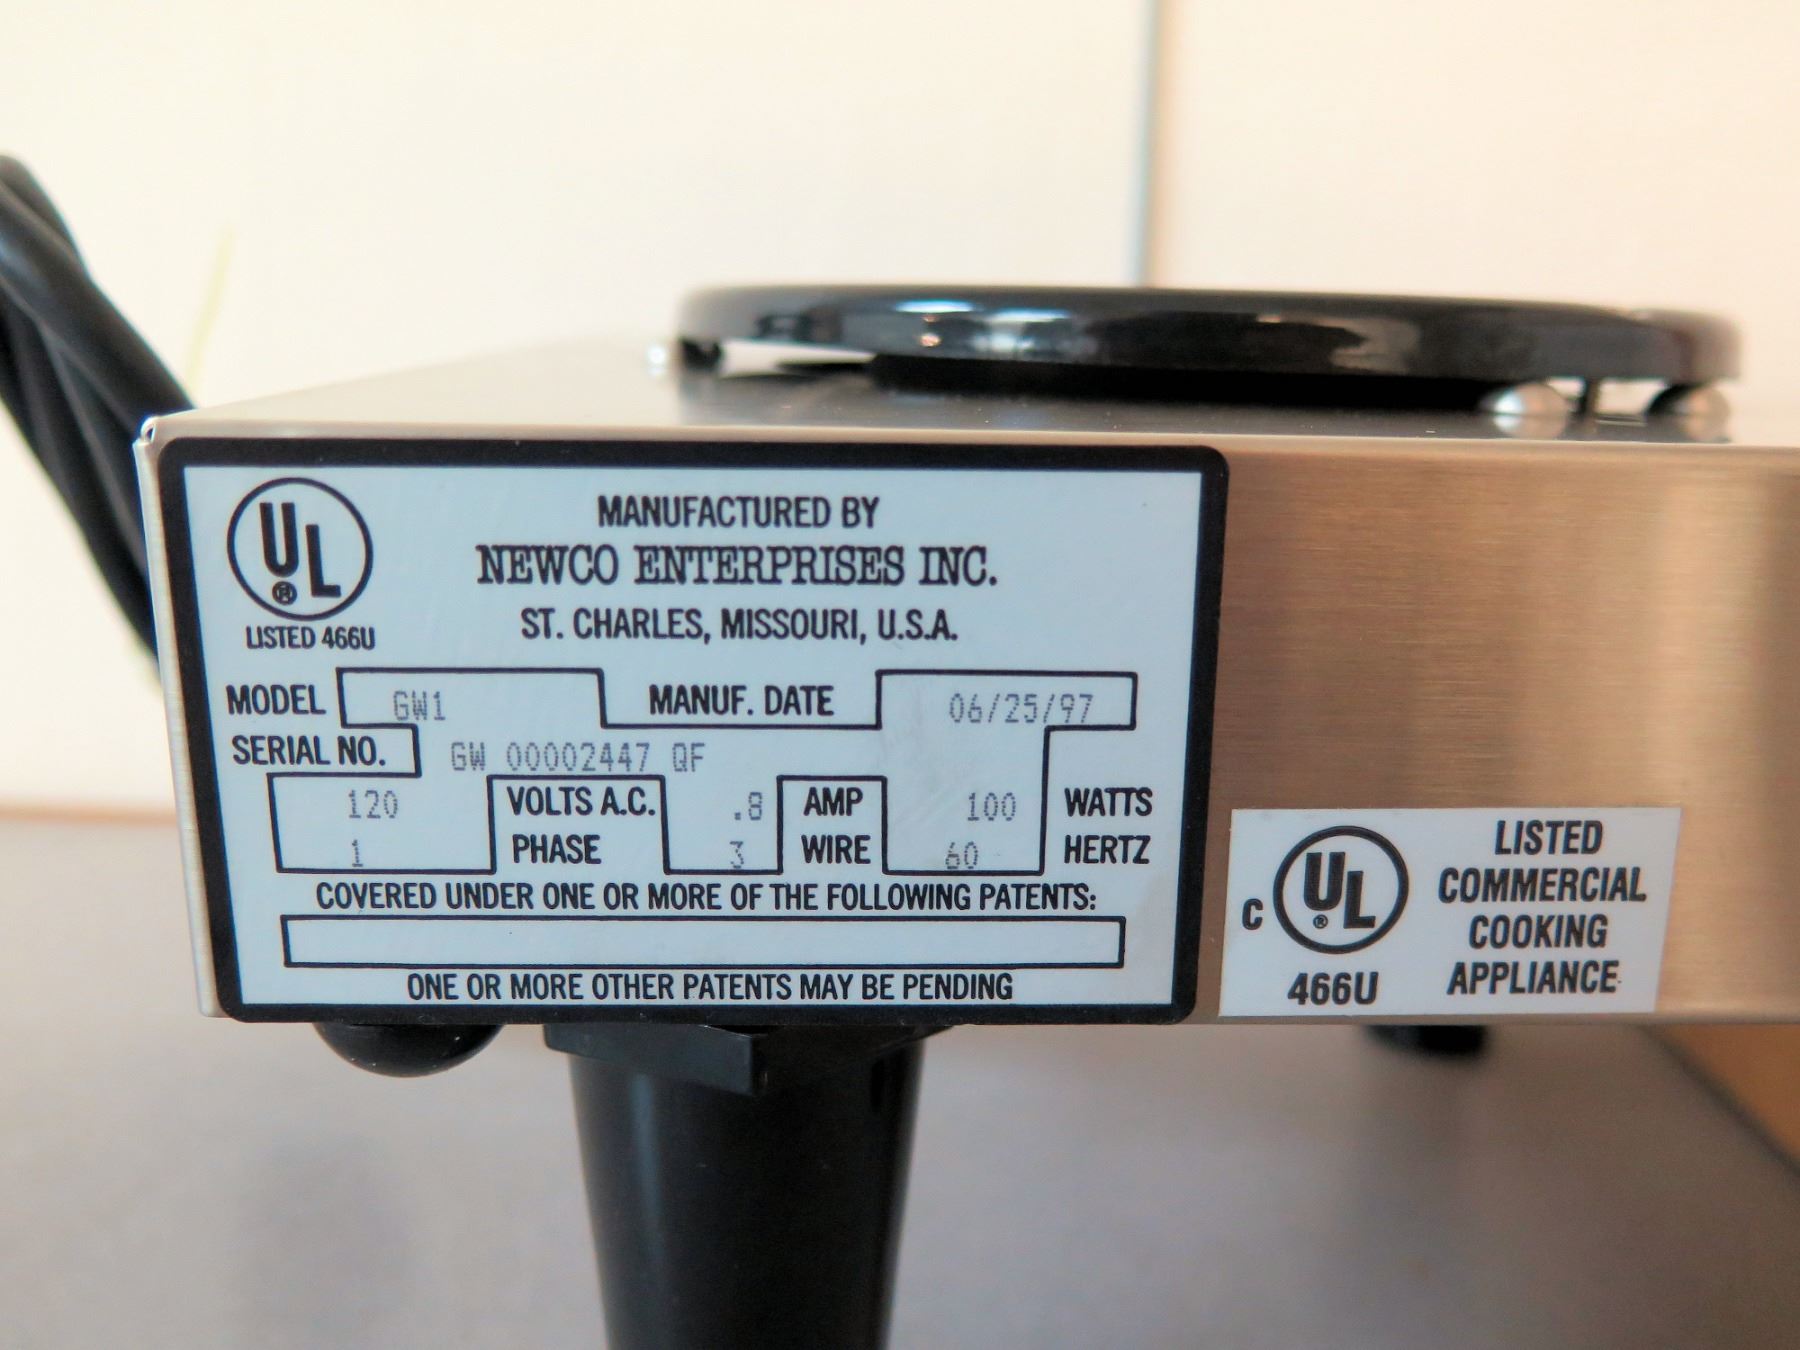 UL
®
LISTED 466U
MANUFACTURED BY
NEWCO ENTERPRISES INC.
ST. CHARLES, MISSOURI, U.S.A.
MODEL GW1 MANUF. DATE 06/25/97
SERIAL NO. GW 00002447 QF
120 VOLTS A.C. .8 AMP 100 WATTS
1 PHASE 3 WIRE 60 HERTZ
COVERED UNDER ONE OR MORE OF THE FOLLOWING PATENTS:
ONE OR MORE OTHER PATENTS MAY BE PENDING
C UL ®
466U
LISTED
COMMERCIAL
COOKING
APPLIANCE